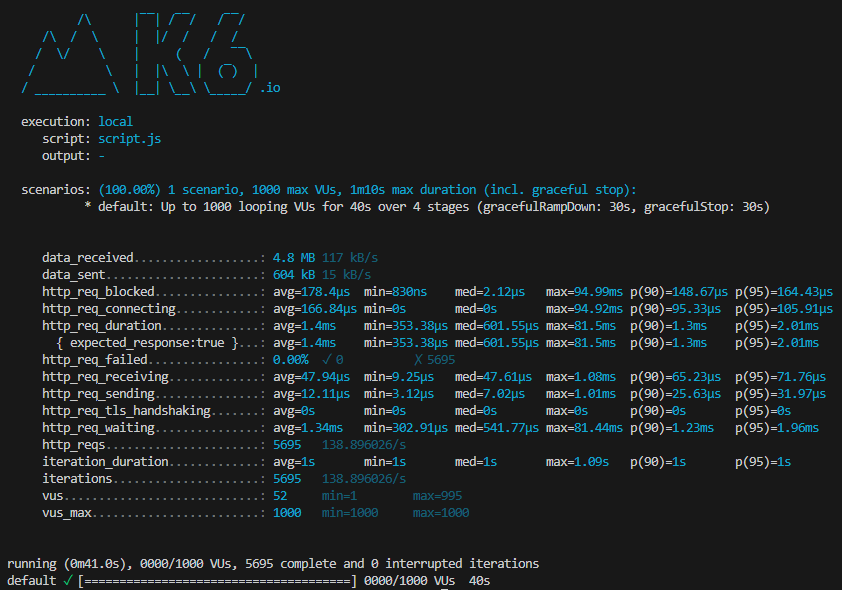 .io
execution: local
script: script.js
output: -
scenarios: (100.00%) 1 scenario, 1000 max VUs, 1m10s max duration (incl. graceful stop):
* default: Up to 1000 looping VUs for 40s over 4 stages (gracefulRampDown: 30s, gracefulStop: 30s)
data_received..................: 4.8 MB 117 kB/s
data_sent......................: 604 kB 15 kB/s
http_req_blocked...............: avg=178.4µs min=830ns med=2.12µs max=94.99ms p(90)=148.67µs p(95)=164.43µs
http_req_connecting............: avg=166.84µs min=0s med=0s max=94.92ms p(90)=95.33µs p(95)=105.91µs
http_req_duration..............: avg=1.4ms min=353.38µs med=601.55µs max=81.5ms p(90)=1.3ms p(95)=2.01ms
{ expected_response:true }...: avg=1.4ms min=353.38µs med=601.55µs max=81.5ms p(90)=1.3ms p(95)=2.01ms
http_req_failed................: 0.00% ✓ 0 ✗ 5695
http_req_receiving.............: avg=47.94µs min=9.25µs med=47.61µs max=1.08ms p(90)=65.23µs p(95)=71.76µs
http_req_sending...............: avg=12.11µs min=3.12µs med=7.02µs max=1.01ms p(90)=25.63µs p(95)=31.97µs
http_req_tls_handshaking.......: avg=0s min=0s med=0s max=0s p(90)=0s p(95)=0s
http_req_waiting...............: avg=1.34ms min=302.91µs med=541.77µs max=81.44ms p(90)=1.23ms p(95)=1.96ms
http_reqs......................: 5695 138.896026/s
iteration_duration.............: avg=1s min=1s med=1s max=1.09s p(90)=1s p(95)=1s
iterations.....................: 5695 138.896026/s
vus............................: 52 min=1 max=995
vus_max........................: 1000 min=1000 max=1000
running (0m41.0s), 0000/1000 VUs, 5695 complete and 0 interrupted iterations
default ✓ [======================================] 0000/1000 VUs 40s